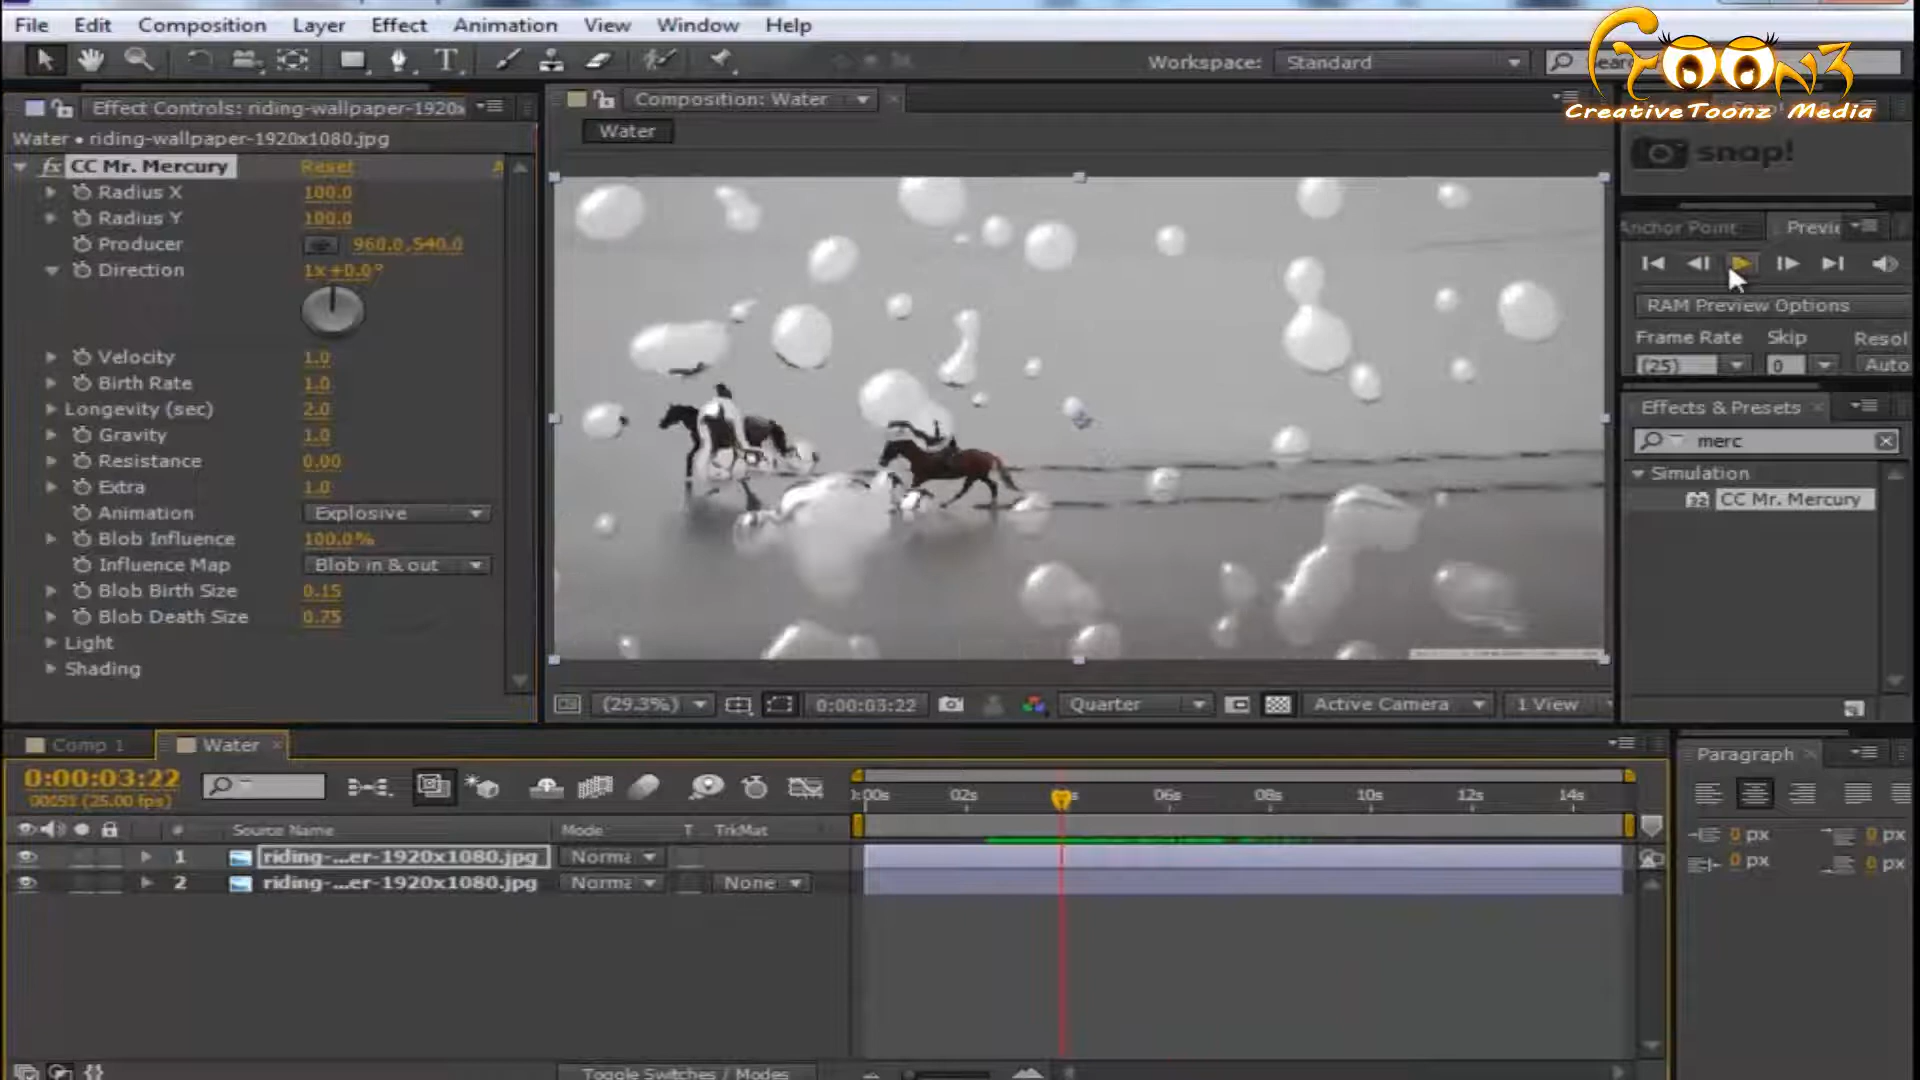 File Edit Composition Layer Effect Animation View Window Help
Workspace: Standard
TOONZ
CreativeToonz Media
Effect Controls: riding-wallpaper-1920x
Composition: Water
Water • riding-wallpaper-1920x1080.jpg
Water
snap!
fx CC Mr. Mercury Reset
Radius X 100.0
Radius Y 100.0
Producer 960.0,540.0
Direction 1x+0.0°
Velocity 1.0
Birth Rate 1.0
Longevity (sec) 2.0
Gravity 1.0
Resistance 0.00
Extra 1.0
Animation Explosive
Blob Influence 100.0%
Influence Map Blob in & out
Blob Birth Size 0.15
Blob Death Size 0.75
Light
Shading
Anchor Point Previ
RAM Preview Options
Frame Rate Skip Resol
(25) 0 Auto
Effects & Presets
merc
Simulation
CC Mr. Mercury
(29.3%) 0:00:03:22 Quarter Active Camera 1 View
Comp 1 Water
0:00:03:22
(25.00 fps)
# Source Name Mode T TrkMat
1 riding-...er-1920x1080.jpg Norma
2 riding-...er-1920x1080.jpg Norma None
:00s 02s 06s 08s 10s 12s 14s
Paragraph
0 px 0 px
0 px 0 px
Toggle Switches / Modes